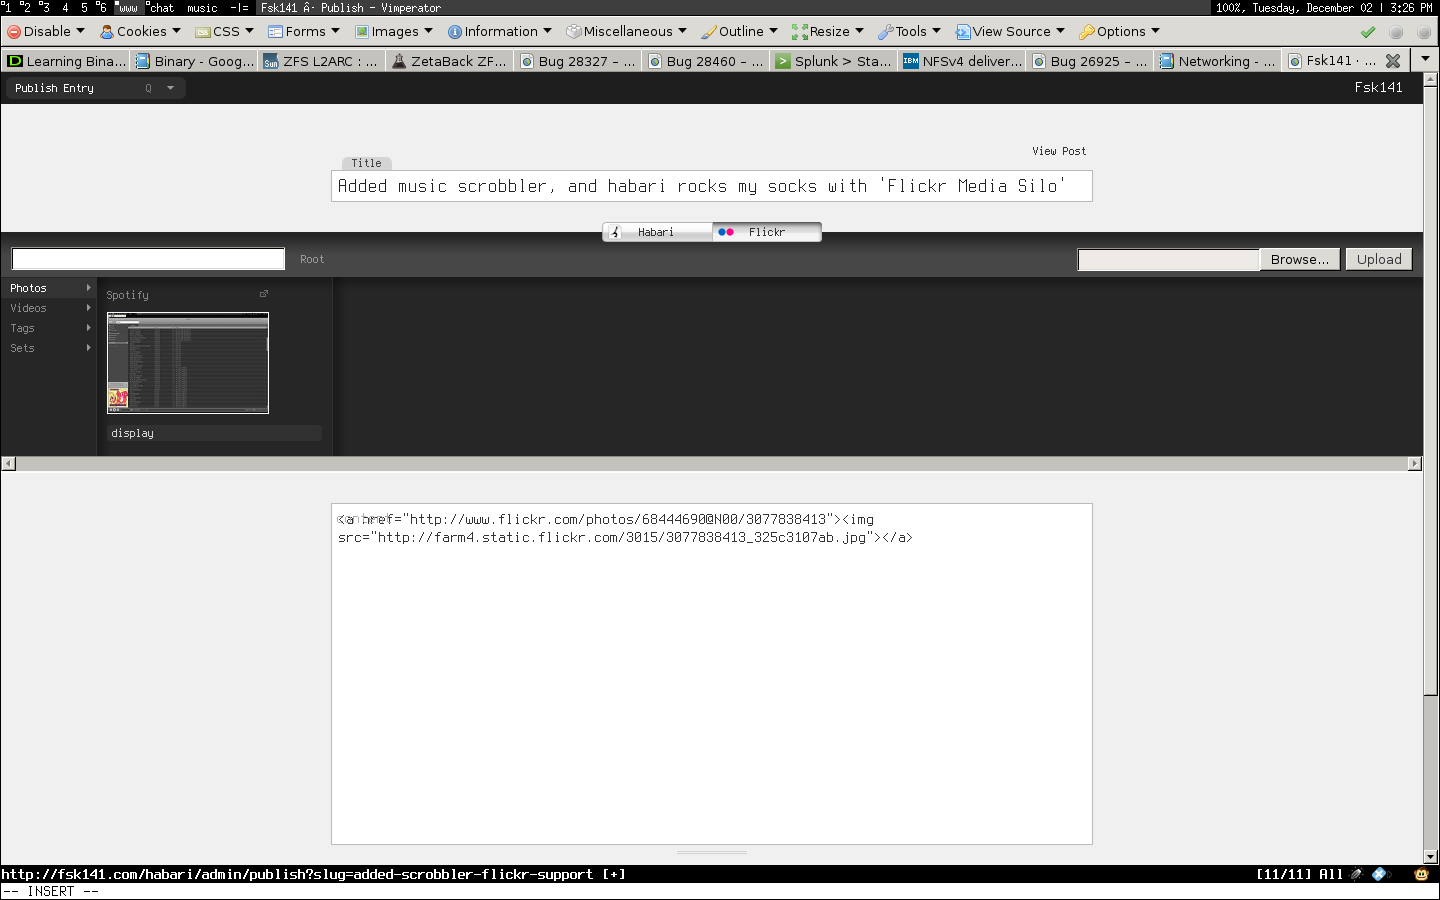 1 2 3 4 5 6 www chat music -|= Fsk141 Â· Publish - Vimperator 100%, Tuesday, December 02 | 3:26 PM
Disable Cookies CSS Forms Images Information Miscellaneous Outline Resize Tools View Source Options
Learning Bina... Binary - Goog... ZFS L2ARC : ... ZetaBack ZF... Bug 28327 – ... Bug 28460 – ... Splunk > Sta... NFSv4 deliver... Bug 26925 – ... Networking - ... Fsk141 · ...
Publish Entry Q Fsk141
View Post
Title
Added music scrobbler, and habari rocks my socks with 'Flickr Media Silo'
Habari Flickr
Root Browse... Upload
Photos
Videos
Tags
Sets
Spotify
display
<a href="http://www.flickr.com/photos/68444690@N00/3077838413"><img
src="http://farm4.static.flickr.com/3015/3077838413_325c3107ab.jpg"></a>
http://fsk141.com/habari/admin/publish?slug=added-scrobbler-flickr-support [+] [11/11] All
-- INSERT --